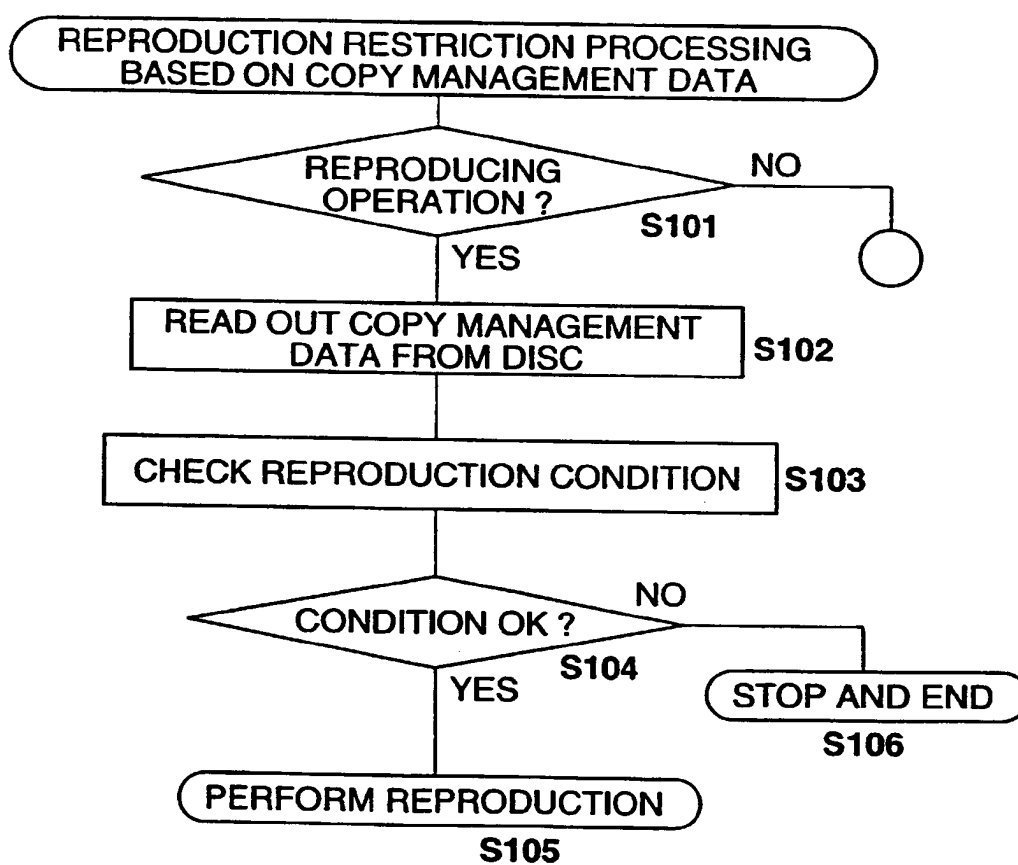 REPRODUCTION RESTRICTION PROCESSING
BASED ON COPY MANAGEMENT DATA
REPRODUCING
OPERATION ?
NO
S101
YES
READ OUT COPY MANAGEMENT
DATA FROM DISC
S102
CHECK REPRODUCTION CONDITION
S103
CONDITION OK ?
NO
S104
YES
STOP AND END
S106
PERFORM REPRODUCTION
S105